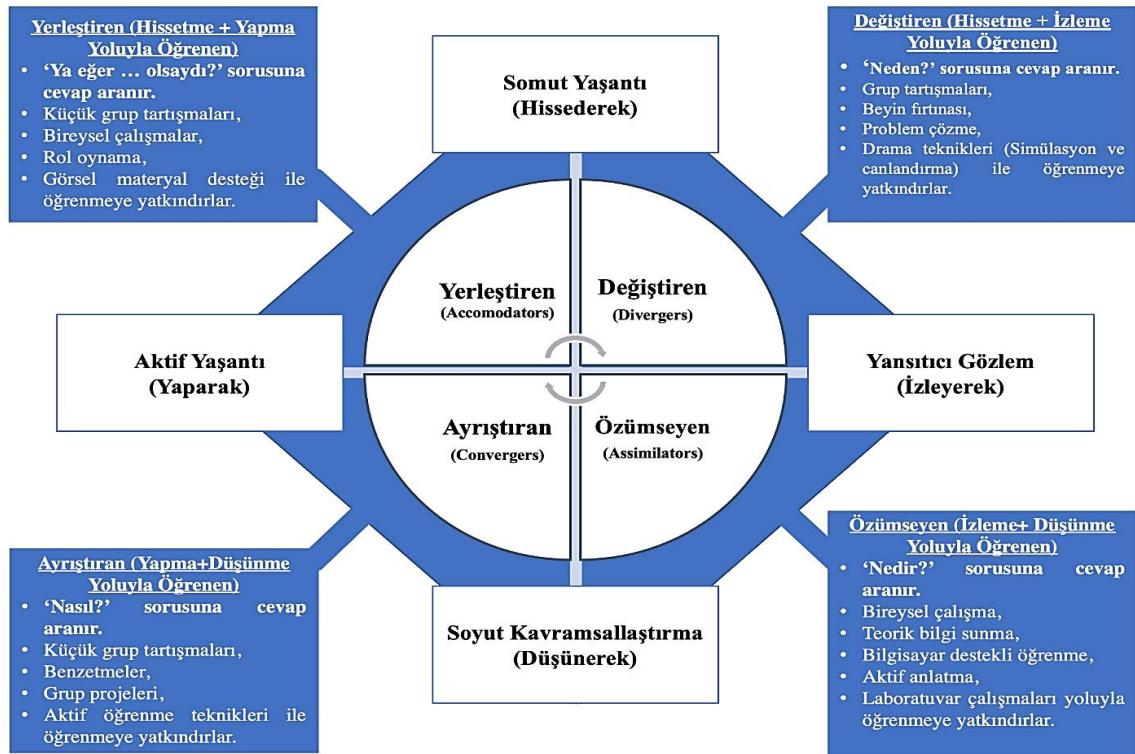 Yerleştiren (Hissetme + Yapma
Yoluyla Öğrenen)
• 'Ya eğer … olsaydı?' sorusuna
cevap aranır.
• Küçük grup tartışmaları,
• Bireysel çalışmalar,
• Rol oynama,
• Görsel materyal desteği ile
öğrenmeye yatkındırlar.
Somut Yaşantı
(Hissederek)
Değiştiren (Hissetme + İzleme
Yoluyla Öğrenen)
• 'Neden?' sorusuna cevap aranır.
• Grup tartışmaları,
• Beyin fırtınası,
• Problem çözme,
• Drama teknikleri (Simülasyon ve
canlandırma) ile öğrenmeye
yatkındırlar.
Yerleştiren
(Accomodators)
Değiştiren
(Divergers)
Aktif Yaşantı
(Yaparak)
Yansıtıcı Gözlem
(İzleyerek)
Ayrıştıran
(Convergers)
Özümseyen
(Assimilators)
Ayrıştıran (Yapma+Düşünme
Yoluyla Öğrenen)
• 'Nasıl?' sorusuna cevap
aranır.
• Küçük grup tartışmaları,
• Benzetmeler,
• Grup projeleri,
• Aktif öğrenme teknikleri ile
öğrenmeye yatkındırlar.
Soyut Kavramsallaştırma
(Düşünerek)
Özümseyen (İzleme+ Düşünme
Yoluyla Öğrenen)
• 'Nedir?' sorusuna cevap
aranır.
• Bireysel çalışma,
• Teorik bilgi sunma,
• Bilgisayar destekli öğrenme,
• Aktif anlatma,
• Laboratuvar çalışmaları yoluyla
öğrenmeye yatkındırlar.